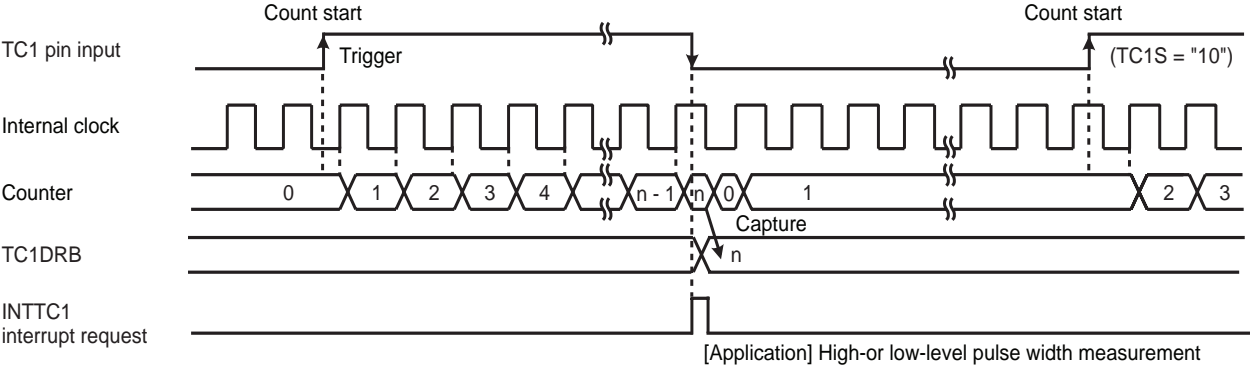 Count start
Count start
TC1 pin input
Trigger
(TC1S = "10")
Internal clock
Counter
0
1
2
3
4
n - 1
n
0
1
2
3
Capture
TC1DRB
n
INTTC1
interrupt request
[Application] High-or low-level pulse width measurement